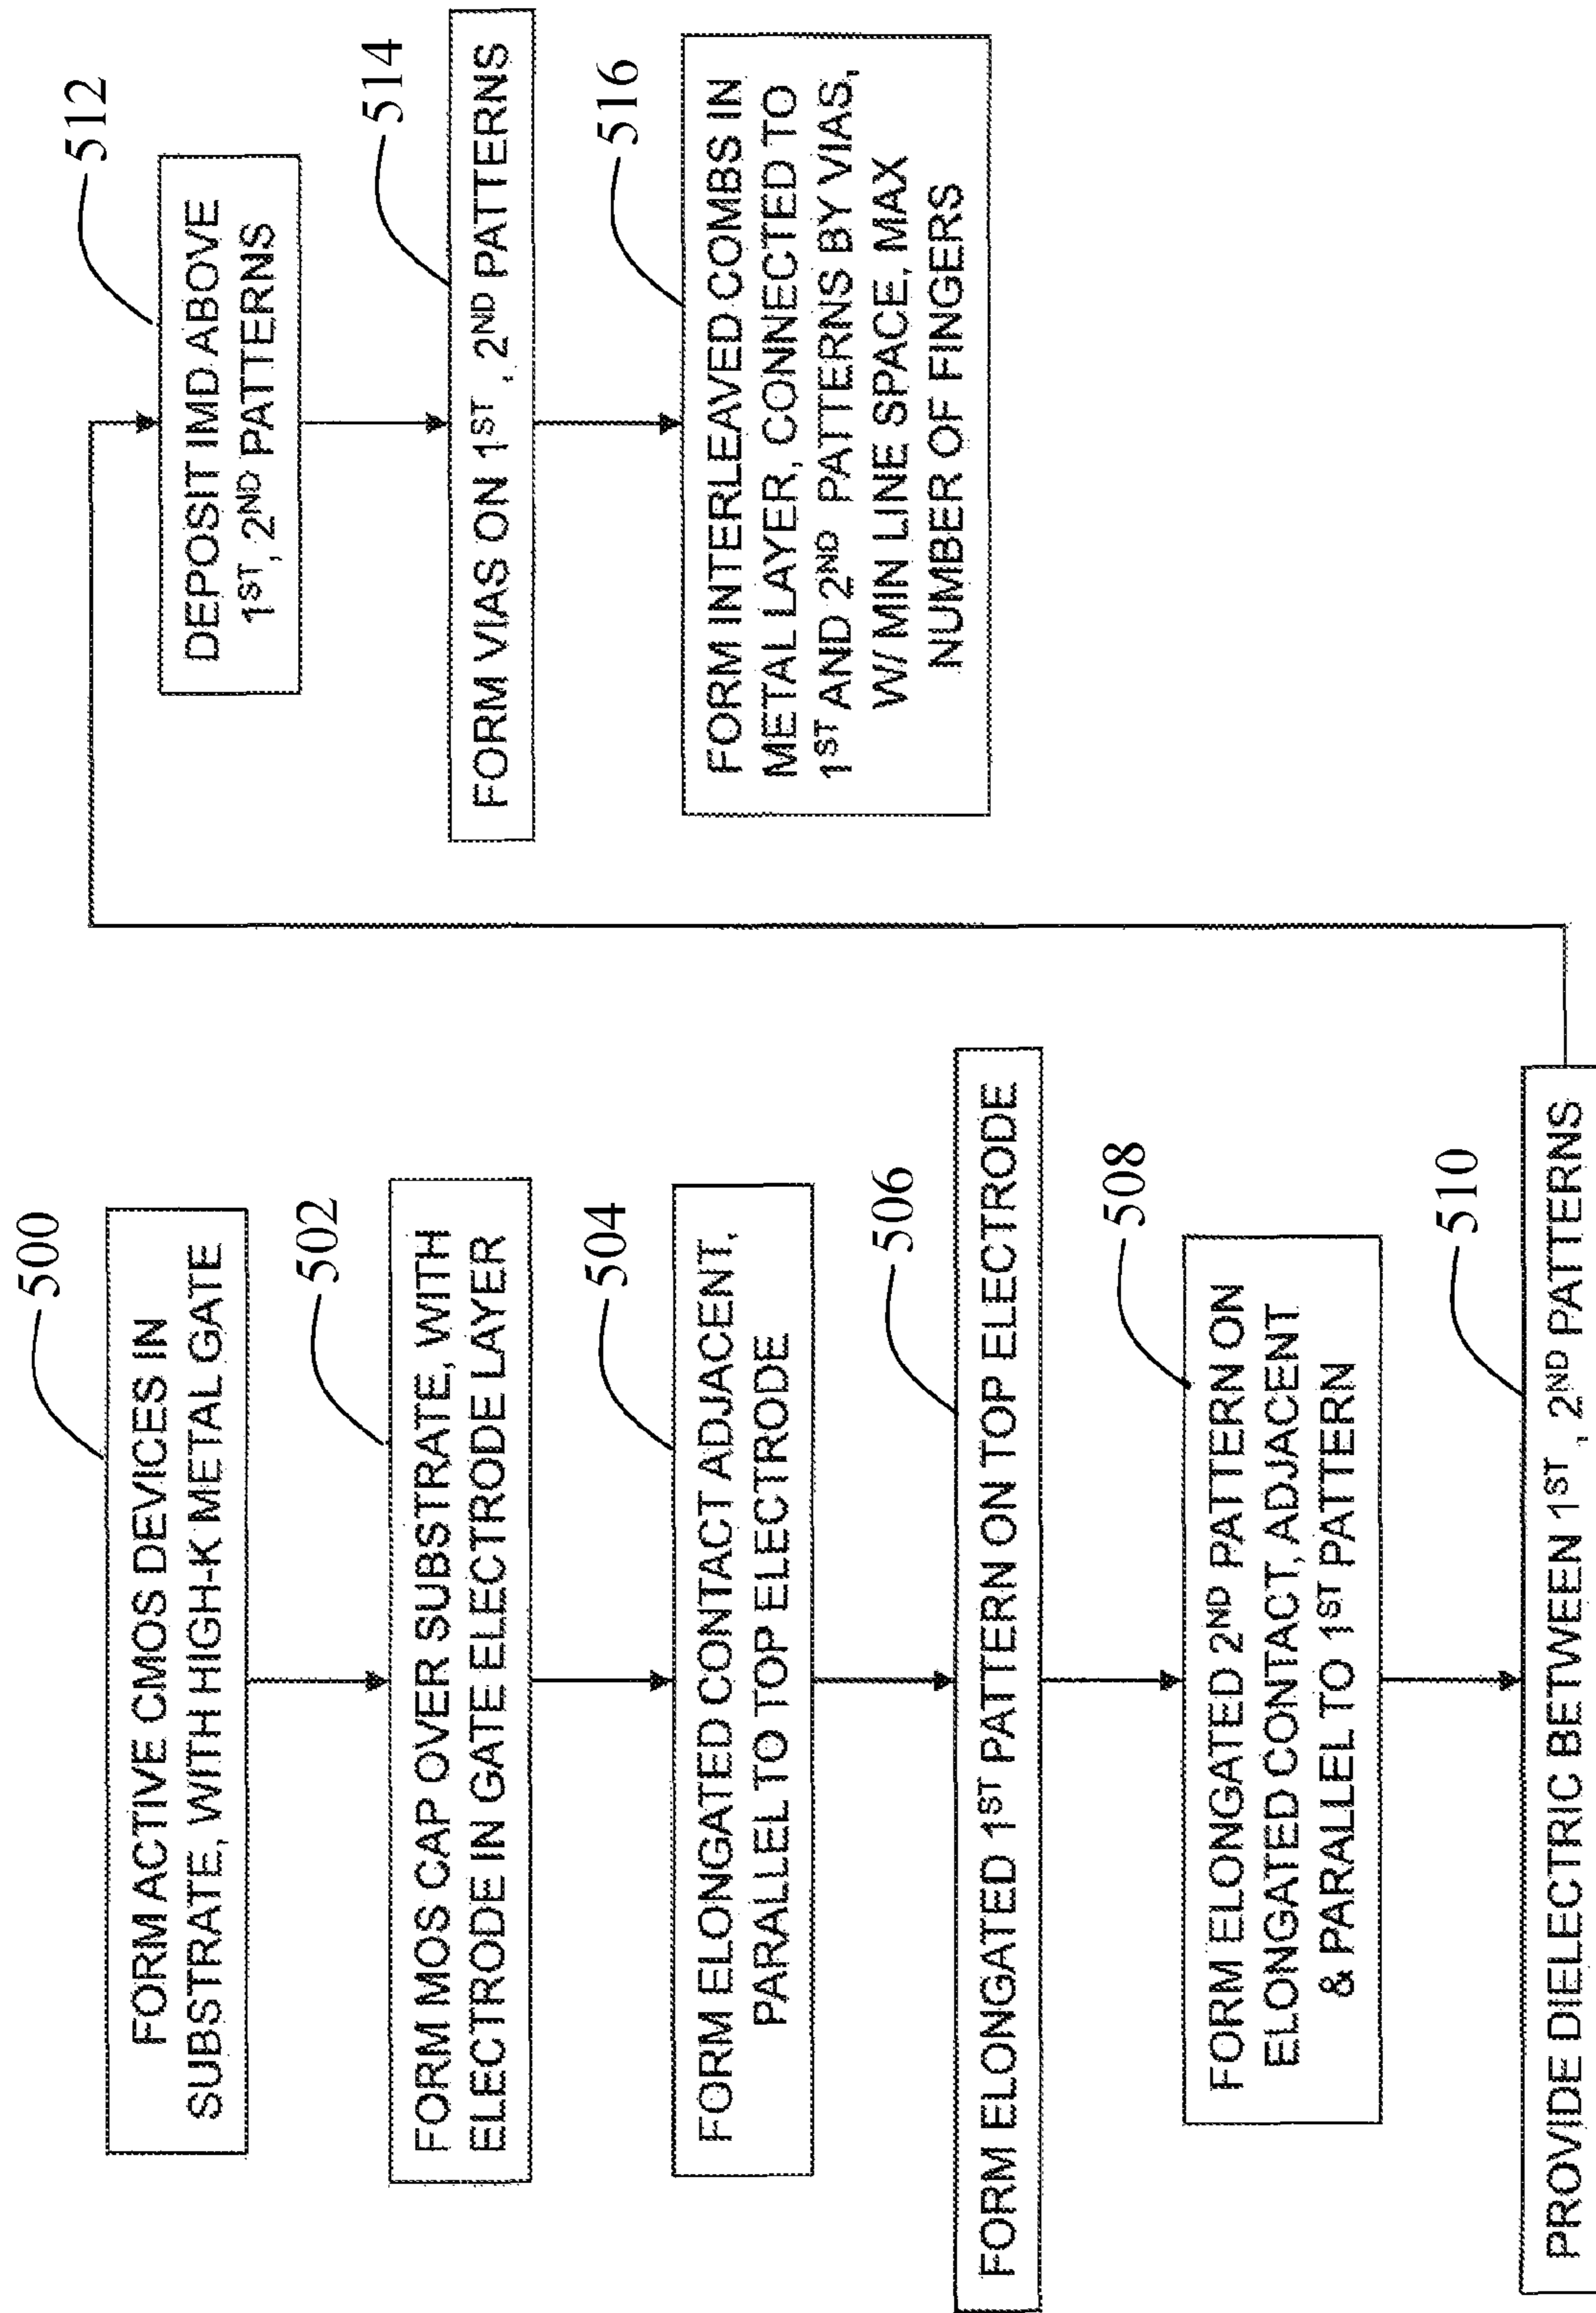 500
FORM ACTIVE CMOS DEVICES IN
SUBSTRATE, WITH HIGH-K METAL GATE
502
FORM MOS CAP OVER SUBSTRATE, WITH
ELECTRODE IN GATE ELECTRODE LAYER
504
FORM ELONGATED CONTACT ADJACENT,
PARALLEL TO TOP ELECTRODE
506
FORM ELONGATED 1ST PATTERN ON TOP ELECTRODE
508
FORM ELONGATED 2ND PATTERN ON
ELONGATED CONTACT, ADJACENT
& PARALLEL TO 1ST PATTERN
510
PROVIDE DIELECTRIC BETWEEN 1ST, 2ND PATTERNS
512
DEPOSIT IMD ABOVE
1ST, 2ND PATTERNS
514
FORM VIAS ON 1ST, 2ND PATTERNS
516
FORM INTERLEAVED COMBS IN
METAL LAYER, CONNECTED TO
1ST AND 2ND PATTERNS BY VIAS,
W/ MIN LINE SPACE, MAX
NUMBER OF FINGERS